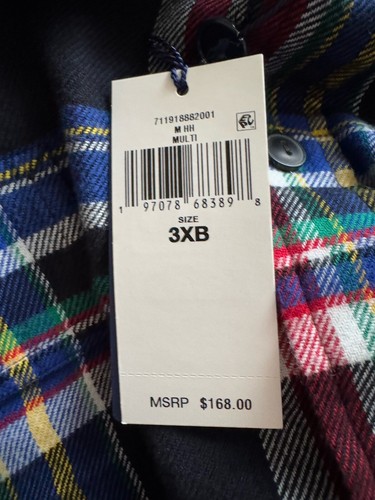 711918882001
M HH
MULTI
1 97078 68389 8
SIZE
3XB
MSRP $168.00